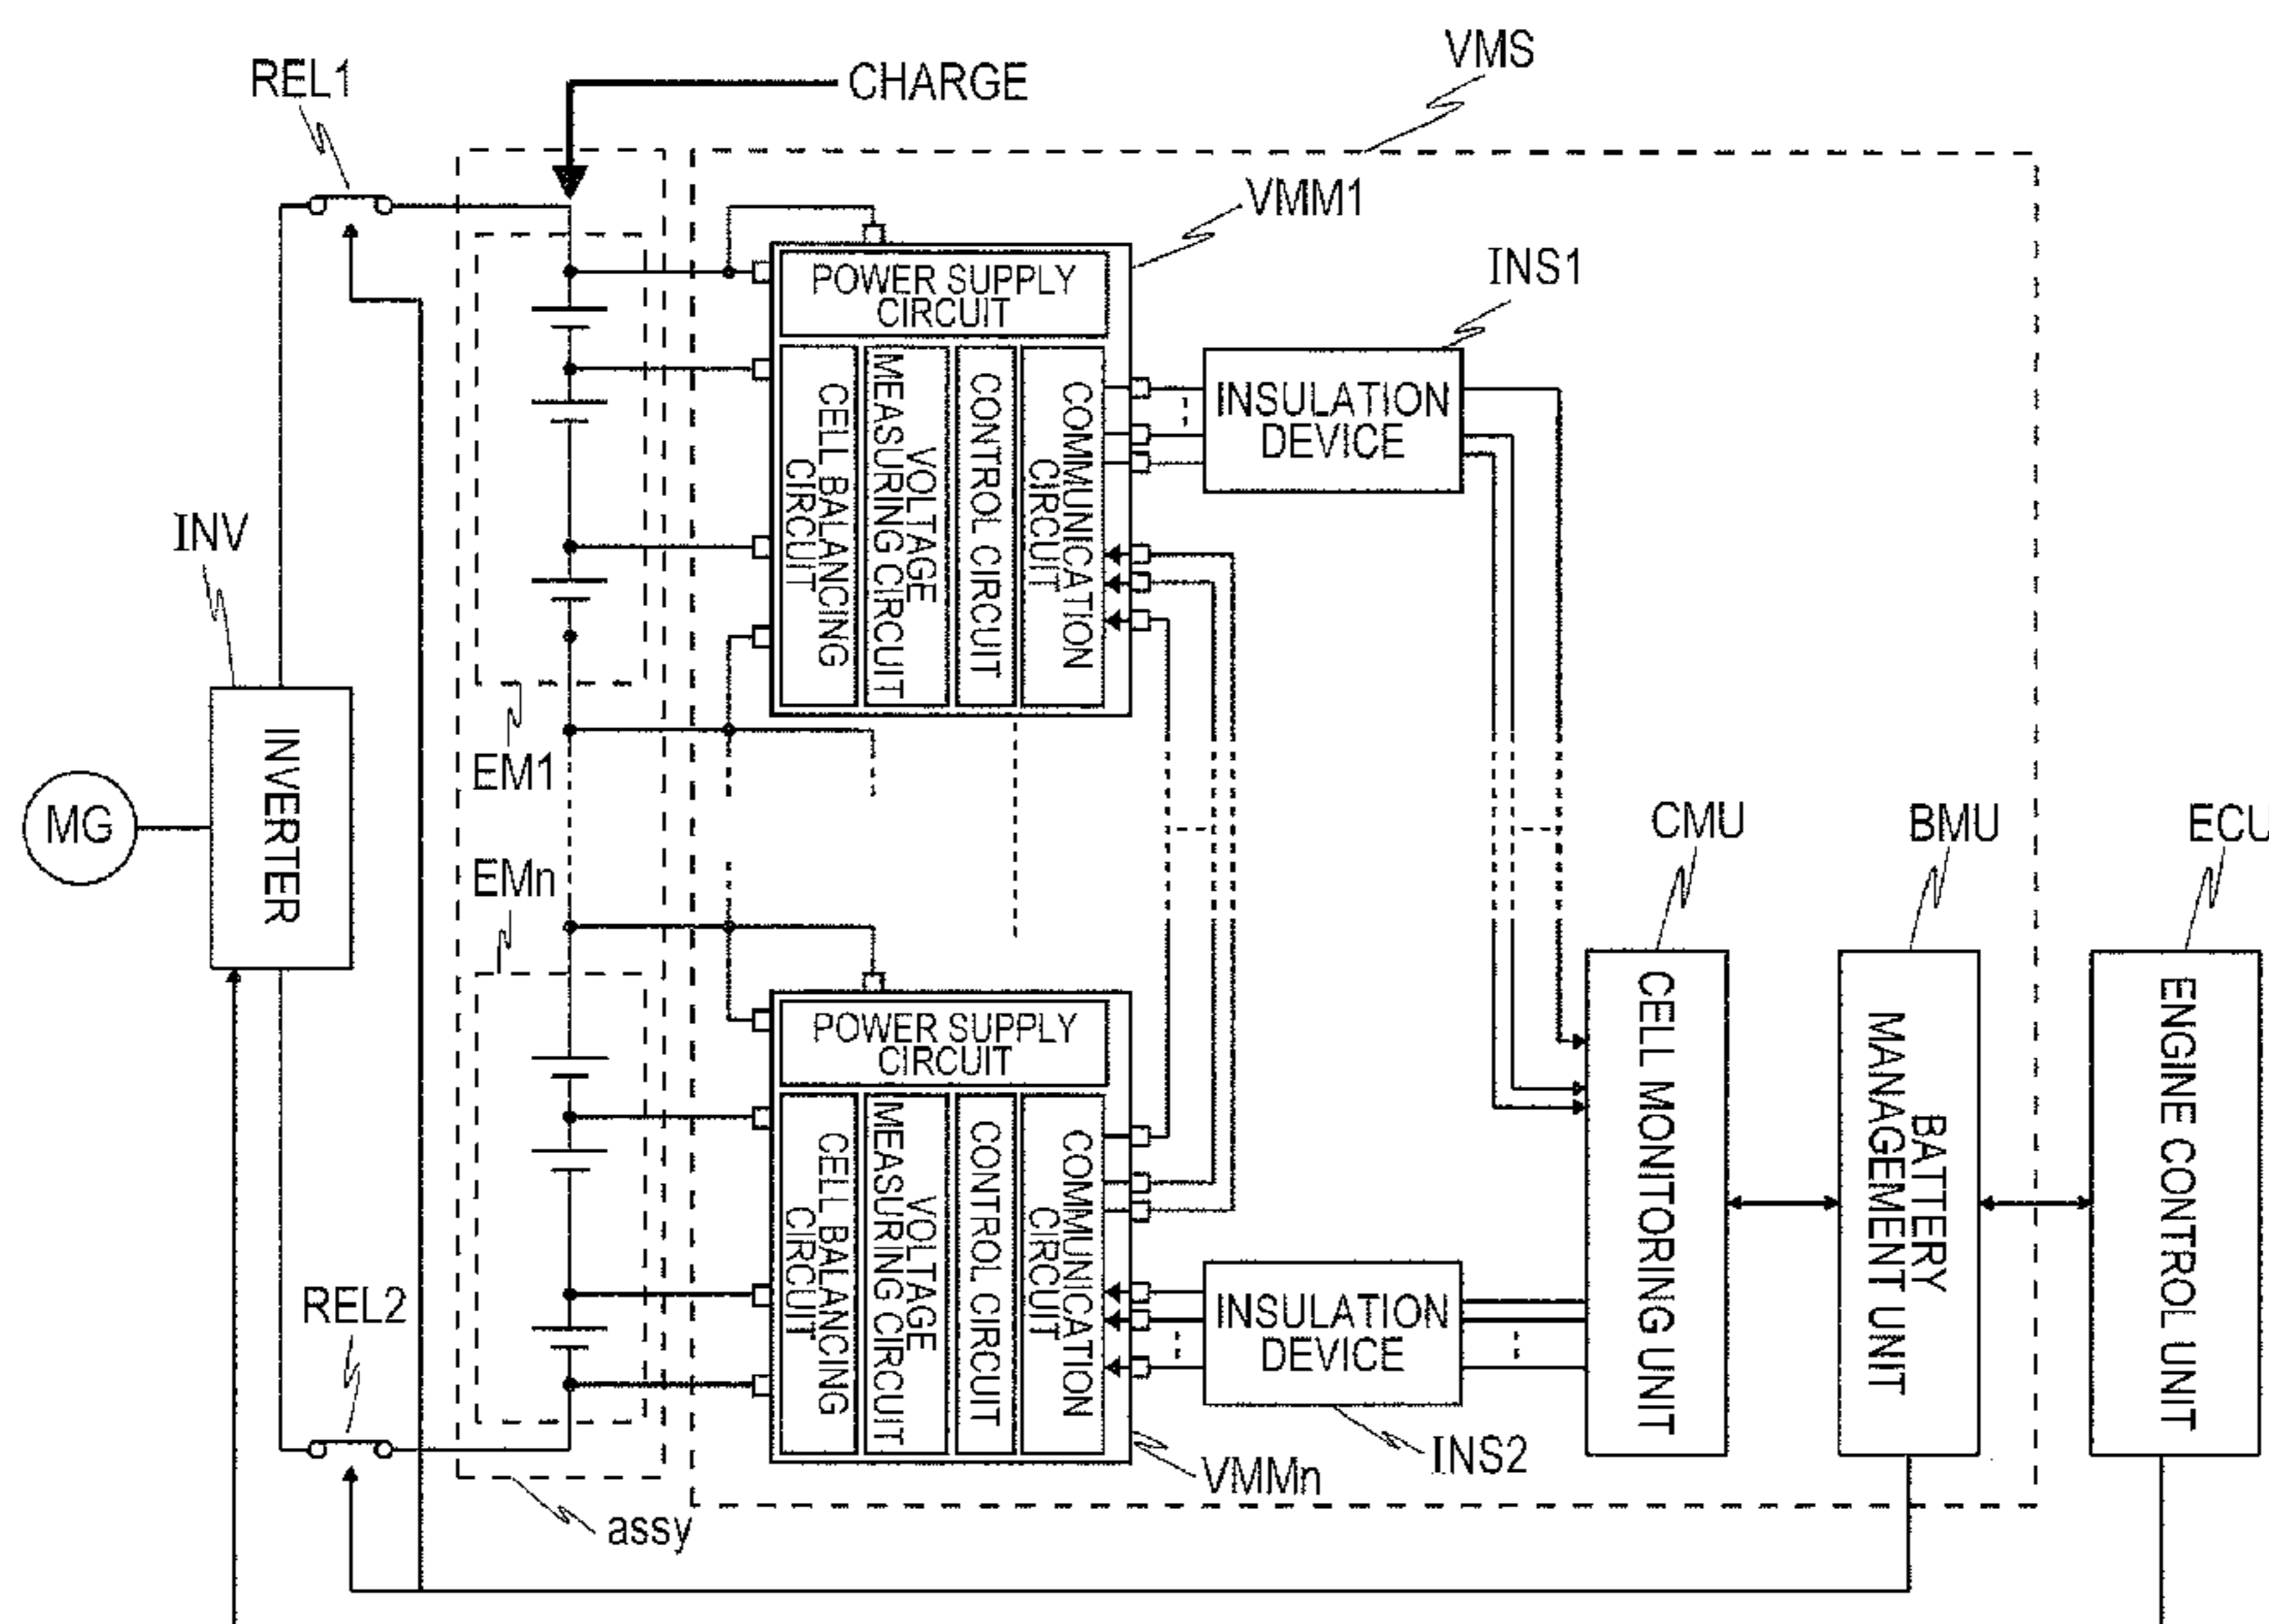 VMS
REL1
CHARGE
VMM1
INS1
POWER SUPPLY
CIRCUIT
CELL BALANCING
CIRCUIT
VOLTAGE
MEASURING CIRCUIT
CONTROL CIRCUIT
COMMUNICATION
CIRCUIT
INSULATION
DEVICE
INV
INVERTER
MG
EM1
EMn
CMU
BMU
ECU
POWER SUPPLY
CIRCUIT
CELL BALANCING
CIRCUIT
VOLTAGE
MEASURING CIRCUIT
CONTROL CIRCUIT
COMMUNICATION
CIRCUIT
INSULATION
DEVICE
CELL MONITORING UNIT
BATTERY
MANAGEMENT UNIT
ENGINE CONTROL UNIT
REL2
INS2
VMMn
assy